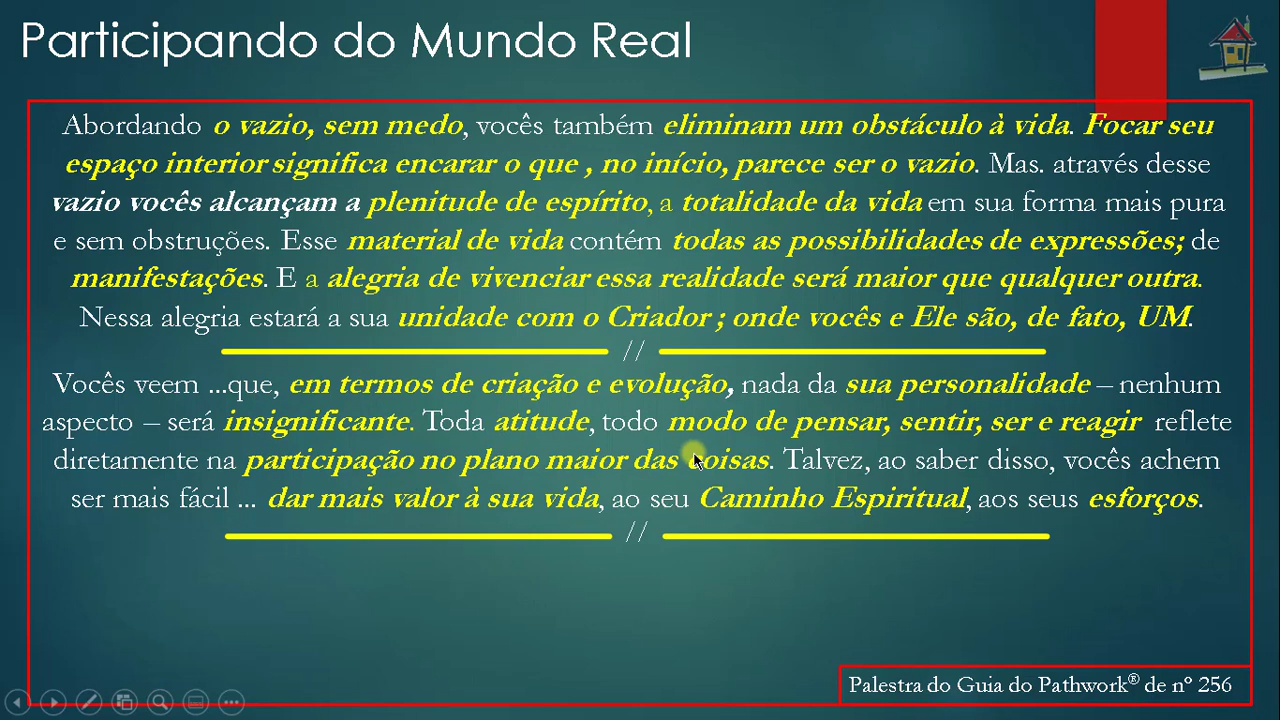 Participando do Mundo Real
Abordando o vazio, sem medo, vocês também eliminam um obstáculo à vida. Focar seu
espaço interior significa encarar o que , no início, parece ser o vazio. Mas. através desse
vazio vocês alcançam a plenitude de espírito, a totalidade da vida em sua forma mais pura
e sem obstruções. Esse material de vida contém todas as possibilidades de expressões; de
manifestações. E a alegria de vivenciar essa realidade será maior que qualquer outra.
Nessa alegria estará a sua unidade com o Criador ; onde vocês e Ele são, de fato, UM.
//
Vocês veem ...que, em termos de criação e evolução, nada da sua personalidade – nenhum
aspecto – será insignificante. Toda atitude, todo modo de pensar, sentir, ser e reagir reflete
diretamente na participação no plano maior das coisas. Talvez, ao saber disso, vocês achem
ser mais fácil ... dar mais valor à sua vida, ao seu Caminho Espiritual, aos seus esforços.
//
Palestra do Guia do Pathwork® de nº 256